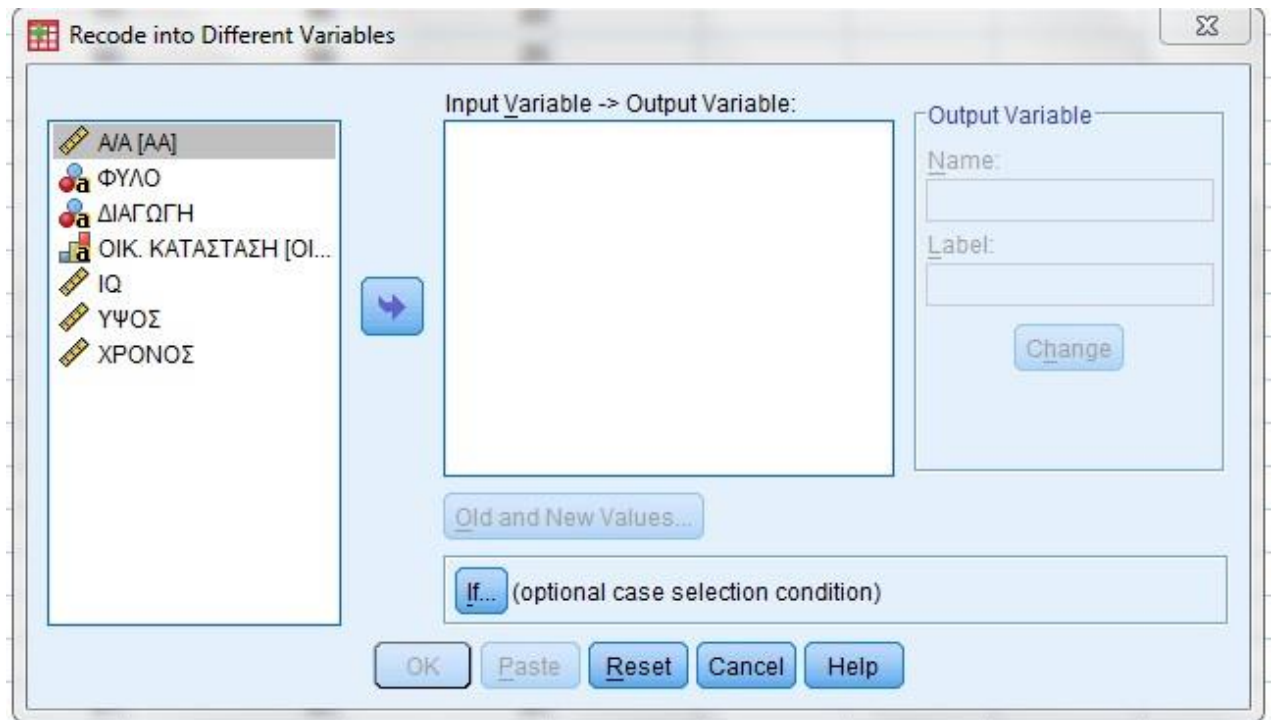 Recode into Different Variables
A/A [AA]
ΦΥΛΟ
ΔΙΑΓΩΓΗ
ΟΙΚ. ΚΑΤΑΣΤΑΣΗ [ΟΙ...
IQ
ΥΨΟΣ
ΧΡΟΝΟΣ
Input Variable -> Output Variable:
Output Variable
Name:
Label:
Change
Old and New Values...
If... (optional case selection condition)
OK Paste Reset Cancel Help